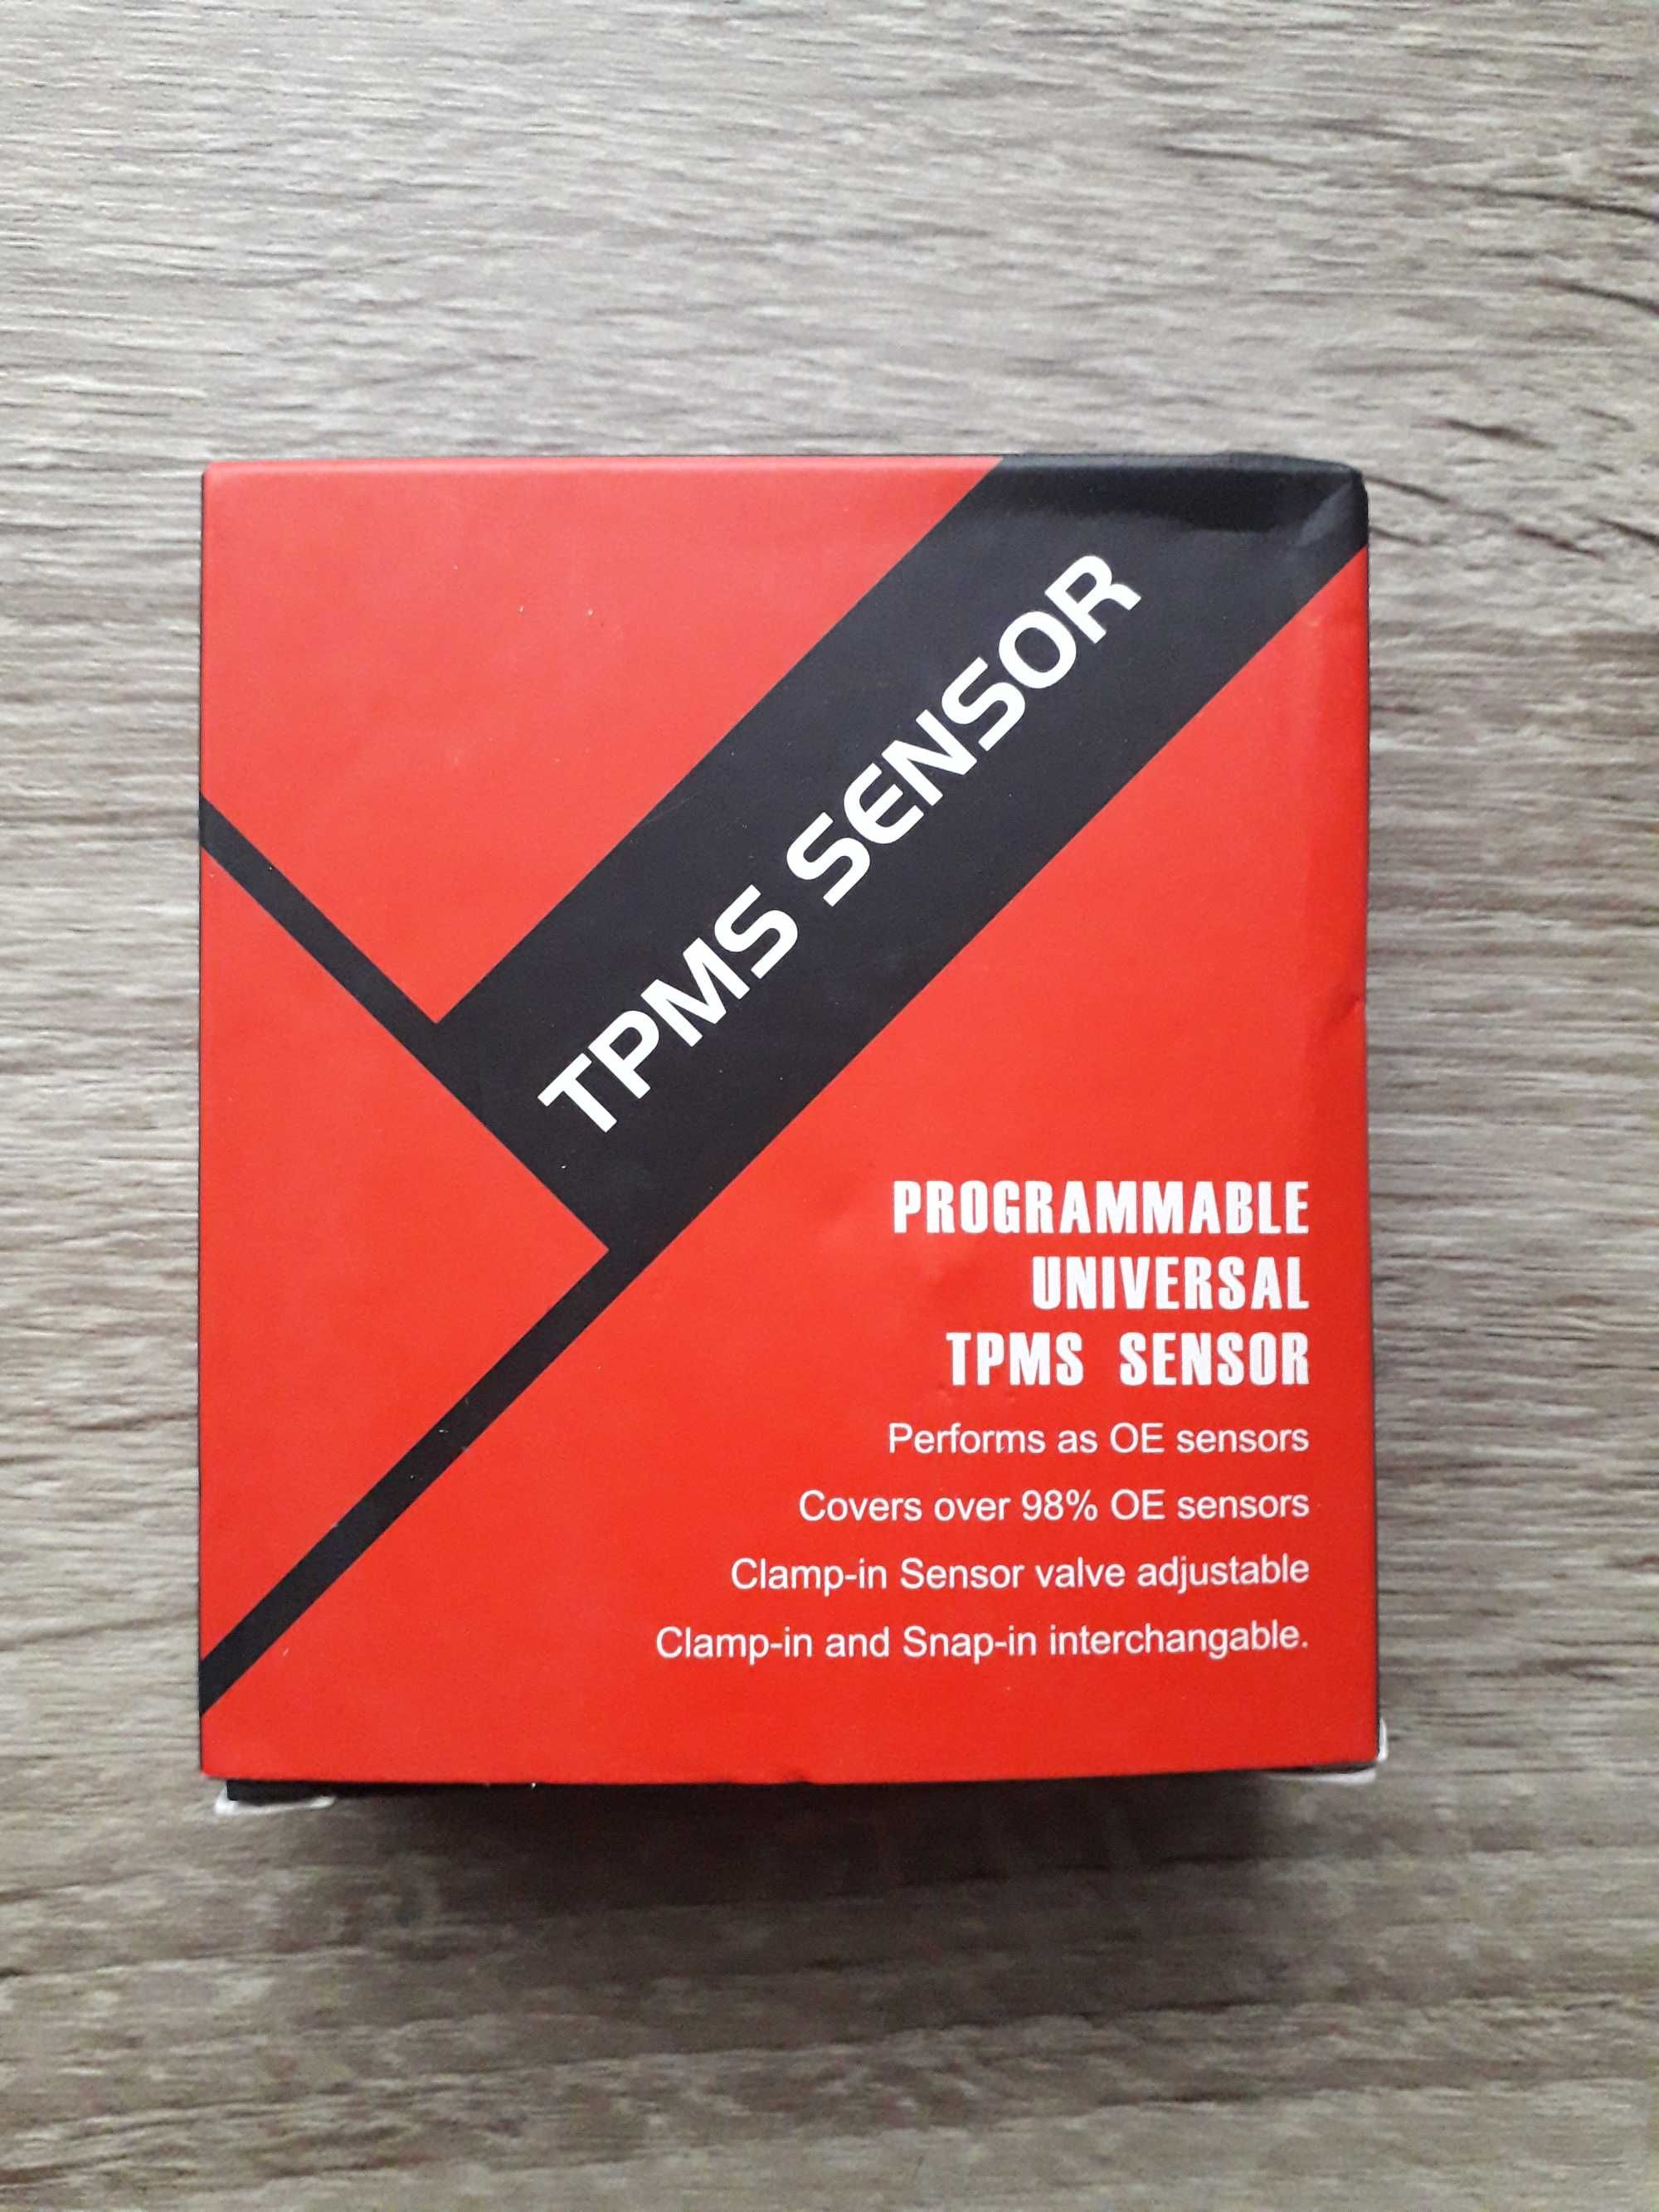 TPMS SENSOR
PROGRAMMABLE
UNIVERSAL
TPMS SENSOR
Performs as OE sensors
Covers over 98% OE sensors
Clamp-in Sensor valve adjustable
Clamp-in and Snap-in interchangable.